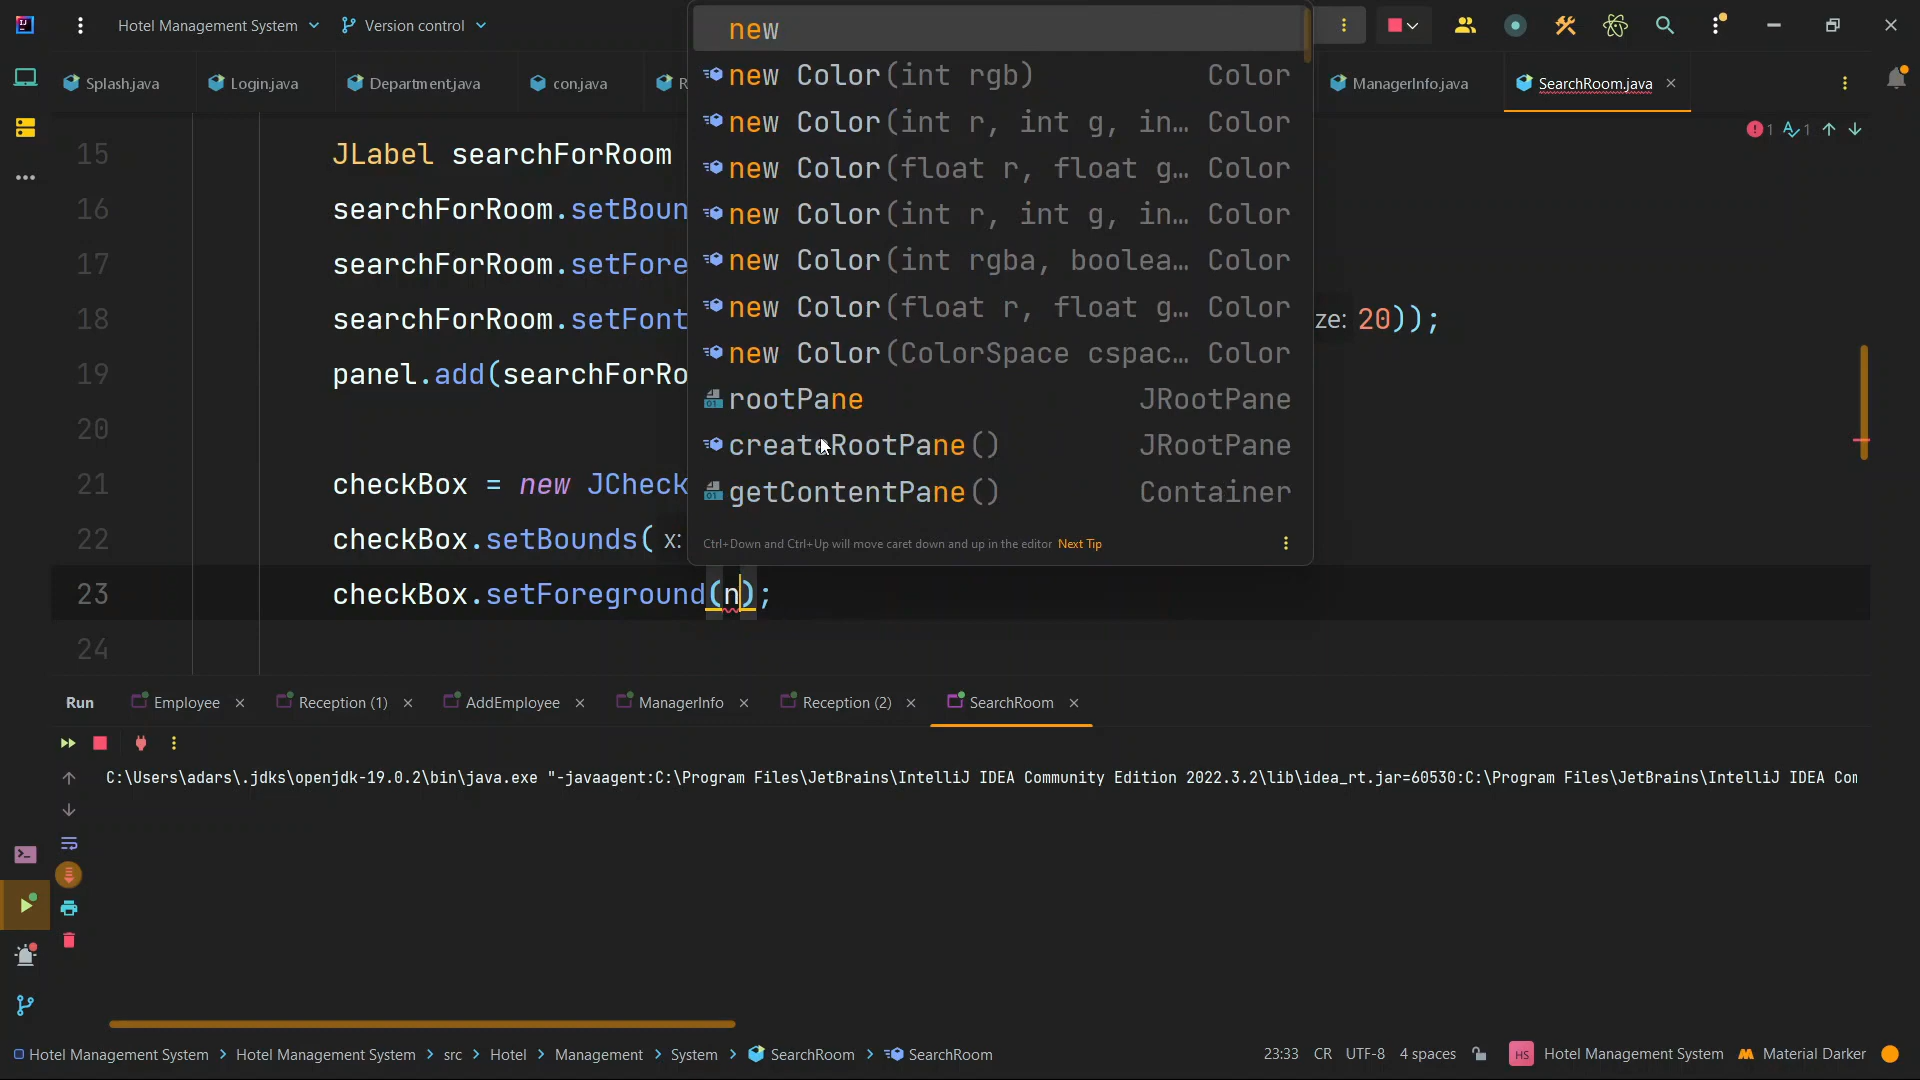 Hotel Management System
Version control
Splash.java
Login.java
Department.java
con.java
ManagerInfo.java
SearchRoom.java
1 1
new
new Color(int rgb) Color
new Color(int r, int g, in... Color
new Color(float r, float g... Color
new Color(int r, int g, in... Color
new Color(int rgba, boolea... Color
new Color(float r, float g... Color
new Color(ColorSpace cspac... Color
rootPane JRootPane
createRootPane() JRootPane
getContentPane() Container
Ctrl+Down and Ctrl+Up will move caret down and up in the editor Next Tip
15 JLabel searchForRoom
16 searchForRoom.setBoun
17 searchForRoom.setFore
18 searchForRoom.setFont ze: 20));
19 panel.add(searchForRo
20
21 checkBox = new JCheck
22 checkBox.setBounds( x:
23 checkBox.setForeground(n);
24
Run Employee Reception (1) AddEmployee ManagerInfo Reception (2) SearchRoom
C:\Users\adars\.jdks\openjdk-19.0.2\bin\java.exe "-javaagent:C:\Program Files\JetBrains\IntelliJ IDEA Community Edition 2022.3.2\lib\idea_rt.jar=60530:C:\Program Files\JetBrains\IntelliJ IDEA Com
Hotel Management System > Hotel Management System > src > Hotel > Management > System > SearchRoom > SearchRoom
23:33 CR UTF-8 4 spaces HS Hotel Management System Material Darker